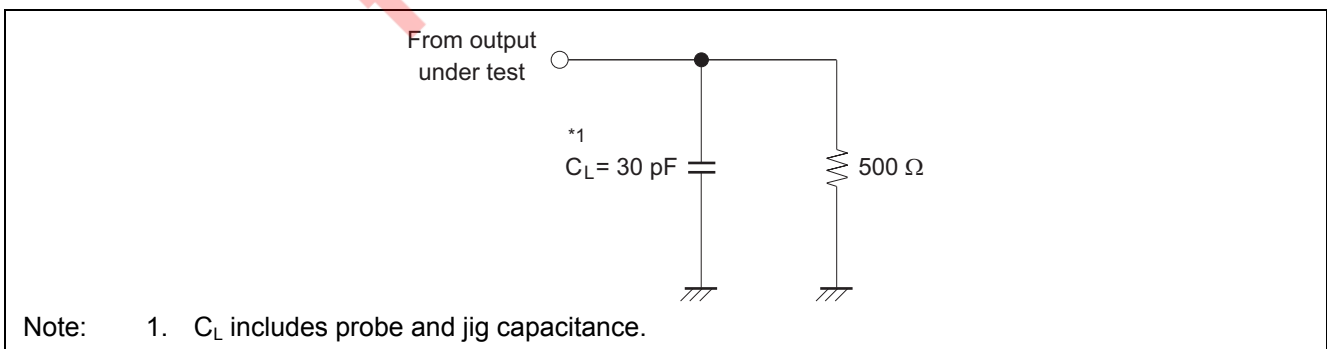 From output
under test
*1
CL= 30 pF
500 Ω
Note: 1. CL includes probe and jig capacitance.